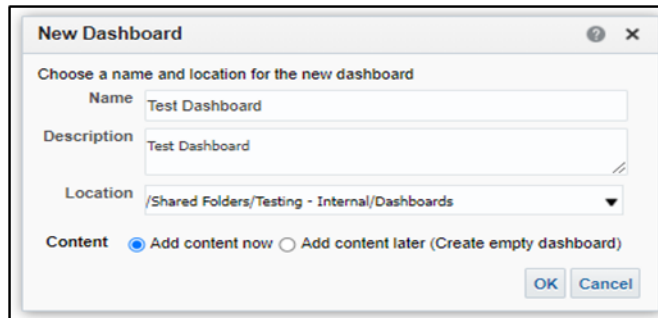 New Dashboard
Choose a name and location for the new dashboard
Name Test Dashboard
Description Test Dashboard
Location /Shared Folders/Testing - Internal/Dashboards
Content Add content now Add content later (Create empty dashboard)
OK Cancel